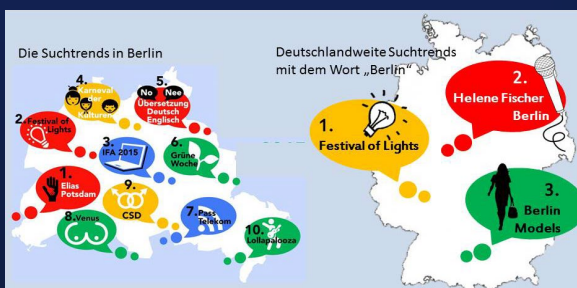 Die Suchtrends in Berlin
4.
Karneval
der
Kulturen
5.
No Nee
Übersetzung
Deutsch
Englisch
2. Festival of
Lights
3.
IFA 2015
6.
Grüne
Woche
1.
Elias
Potsdam
9.
CSD
8. Venus
7. Pass
Telekom
10.
Lollapalooza
Deutschlandweite Suchtrends
mit dem Wort „Berlin“
1.
Festival of Lights
2.
Helene Fischer
Berlin
3.
Berlin
Models